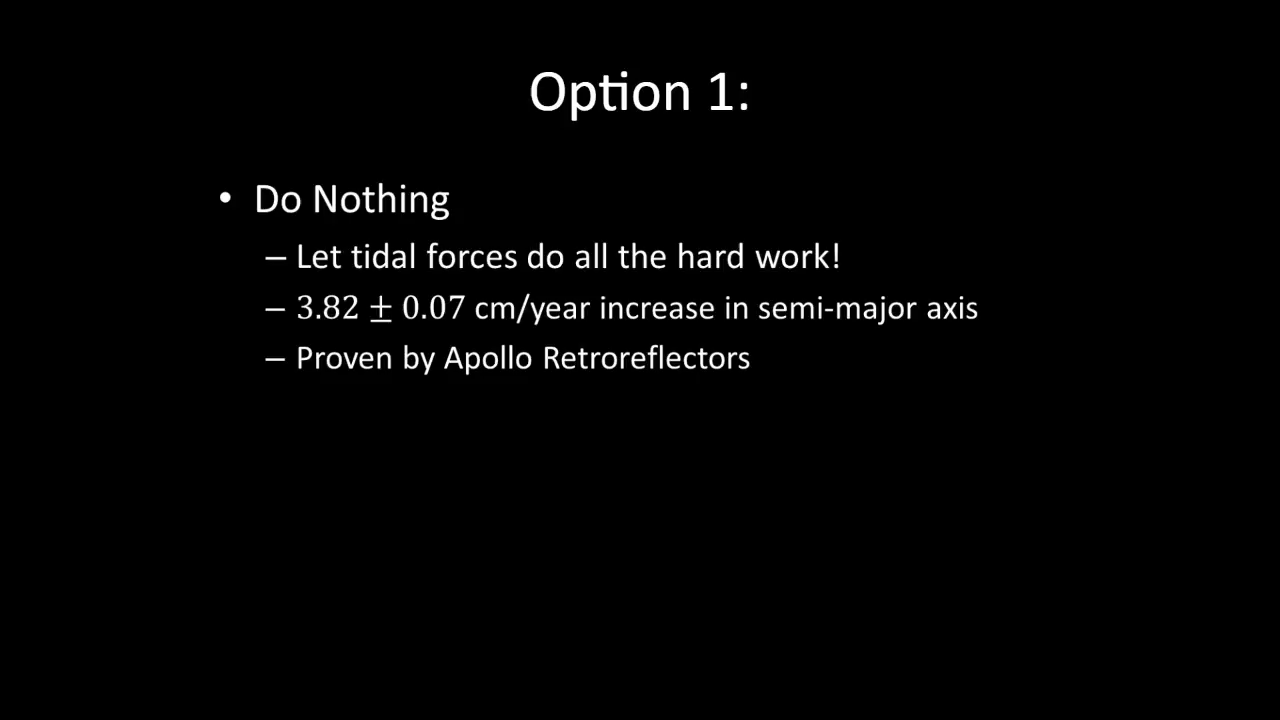 Option 1:
• Do Nothing
– Let tidal forces do all the hard work!
– 3.82 ± 0.07 cm/year increase in semi-major axis
– Proven by Apollo Retroreflectors